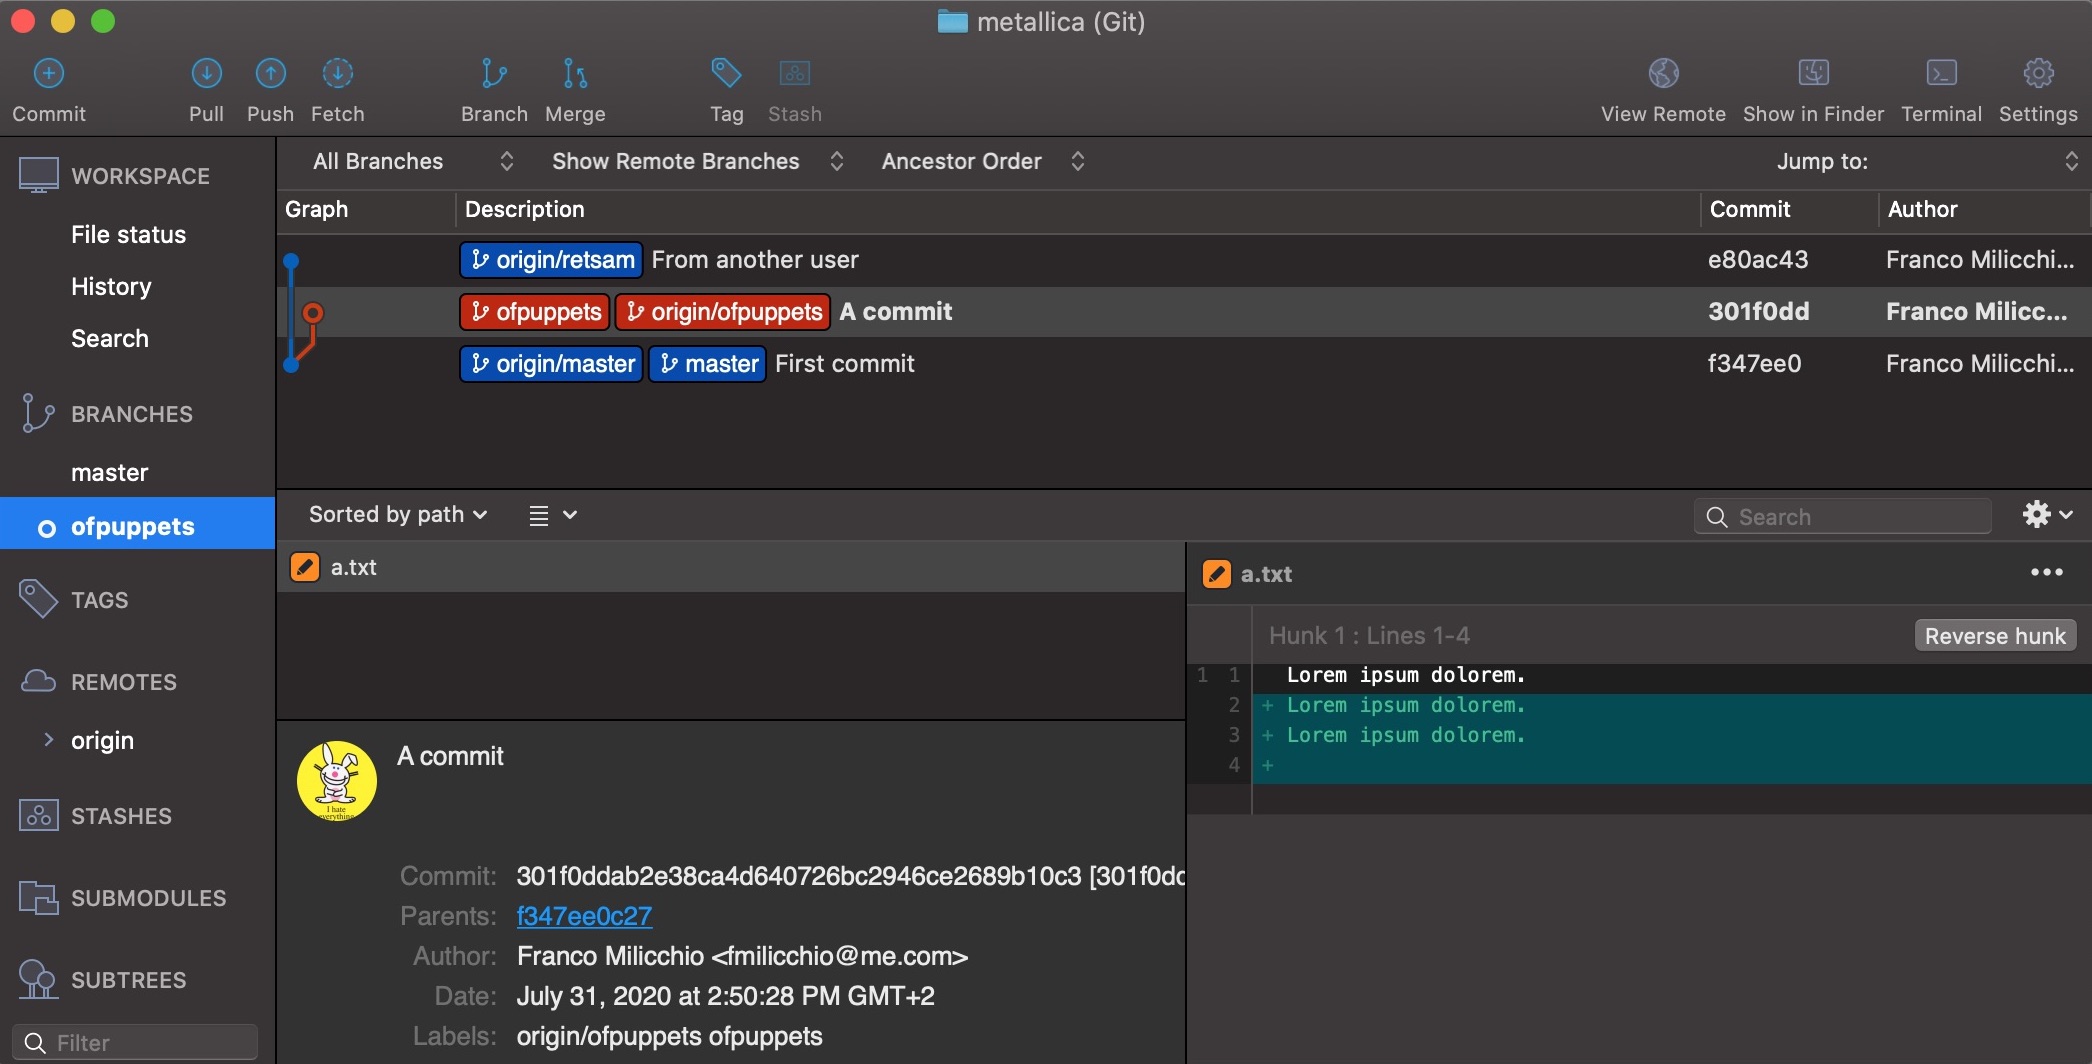 metallica (Git)
Commit Pull Push Fetch Branch Merge Tag Stash View Remote Show in Finder Terminal Settings
WORKSPACE
File status
History
Search
BRANCHES
master
ofpuppets
TAGS
REMOTES
origin
STASHES
SUBMODULES
SUBTREES
Filter
All Branches Show Remote Branches Ancestor Order Jump to:
Graph Description Commit Author
origin/retsam From another user e80ac43 Franco Milicchi...
ofpuppets origin/ofpuppets A commit 301f0dd Franco Milicc...
origin/master master First commit f347ee0 Franco Milicchi...
Sorted by path Search
a.txt
A commit
I hate
everything
Commit: 301f0ddab2e38ca4d640726bc2946ce2689b10c3 [301f0dd
Parents: f347ee0c27
Author: Franco Milicchio <fmilicchio@me.com>
Date: July 31, 2020 at 2:50:28 PM GMT+2
Labels: origin/ofpuppets ofpuppets
a.txt
Hunk 1 : Lines 1-4 Reverse hunk
1 1 Lorem ipsum dolorem.
2 + Lorem ipsum dolorem.
3 + Lorem ipsum dolorem.
4 +